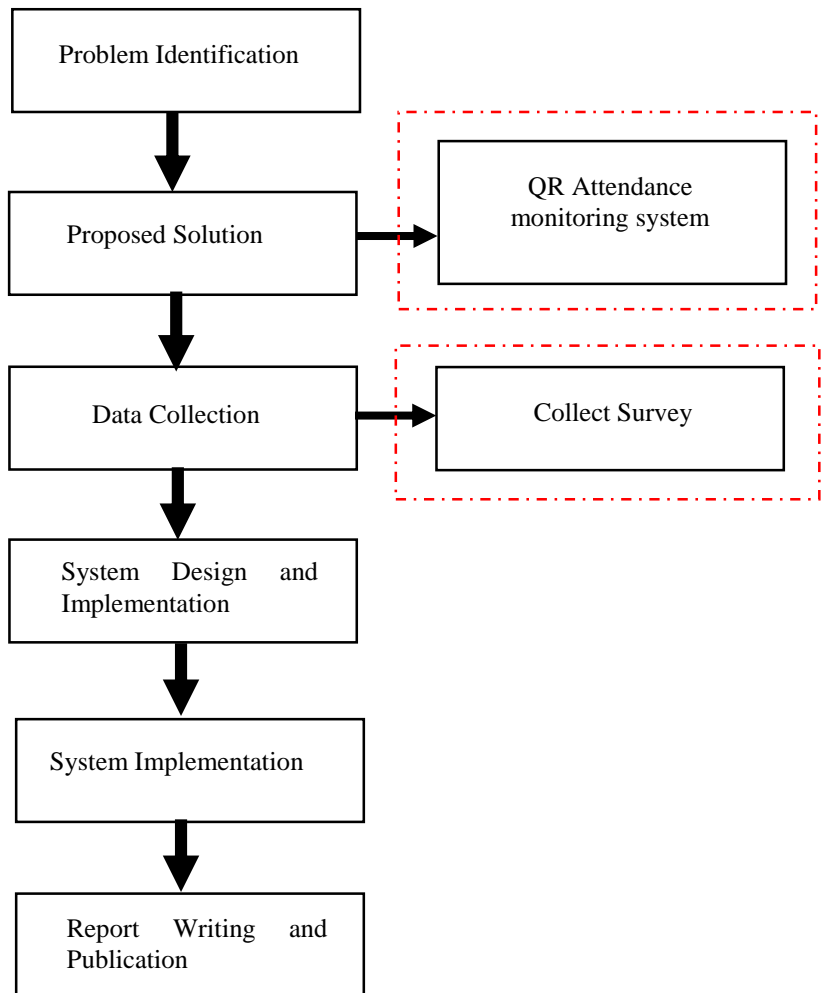 Problem Identification
QR Attendance
monitoring system
Proposed Solution
Data Collection
Collect Survey
System Design and
Implementation
System Implementation
Report Writing and
Publication